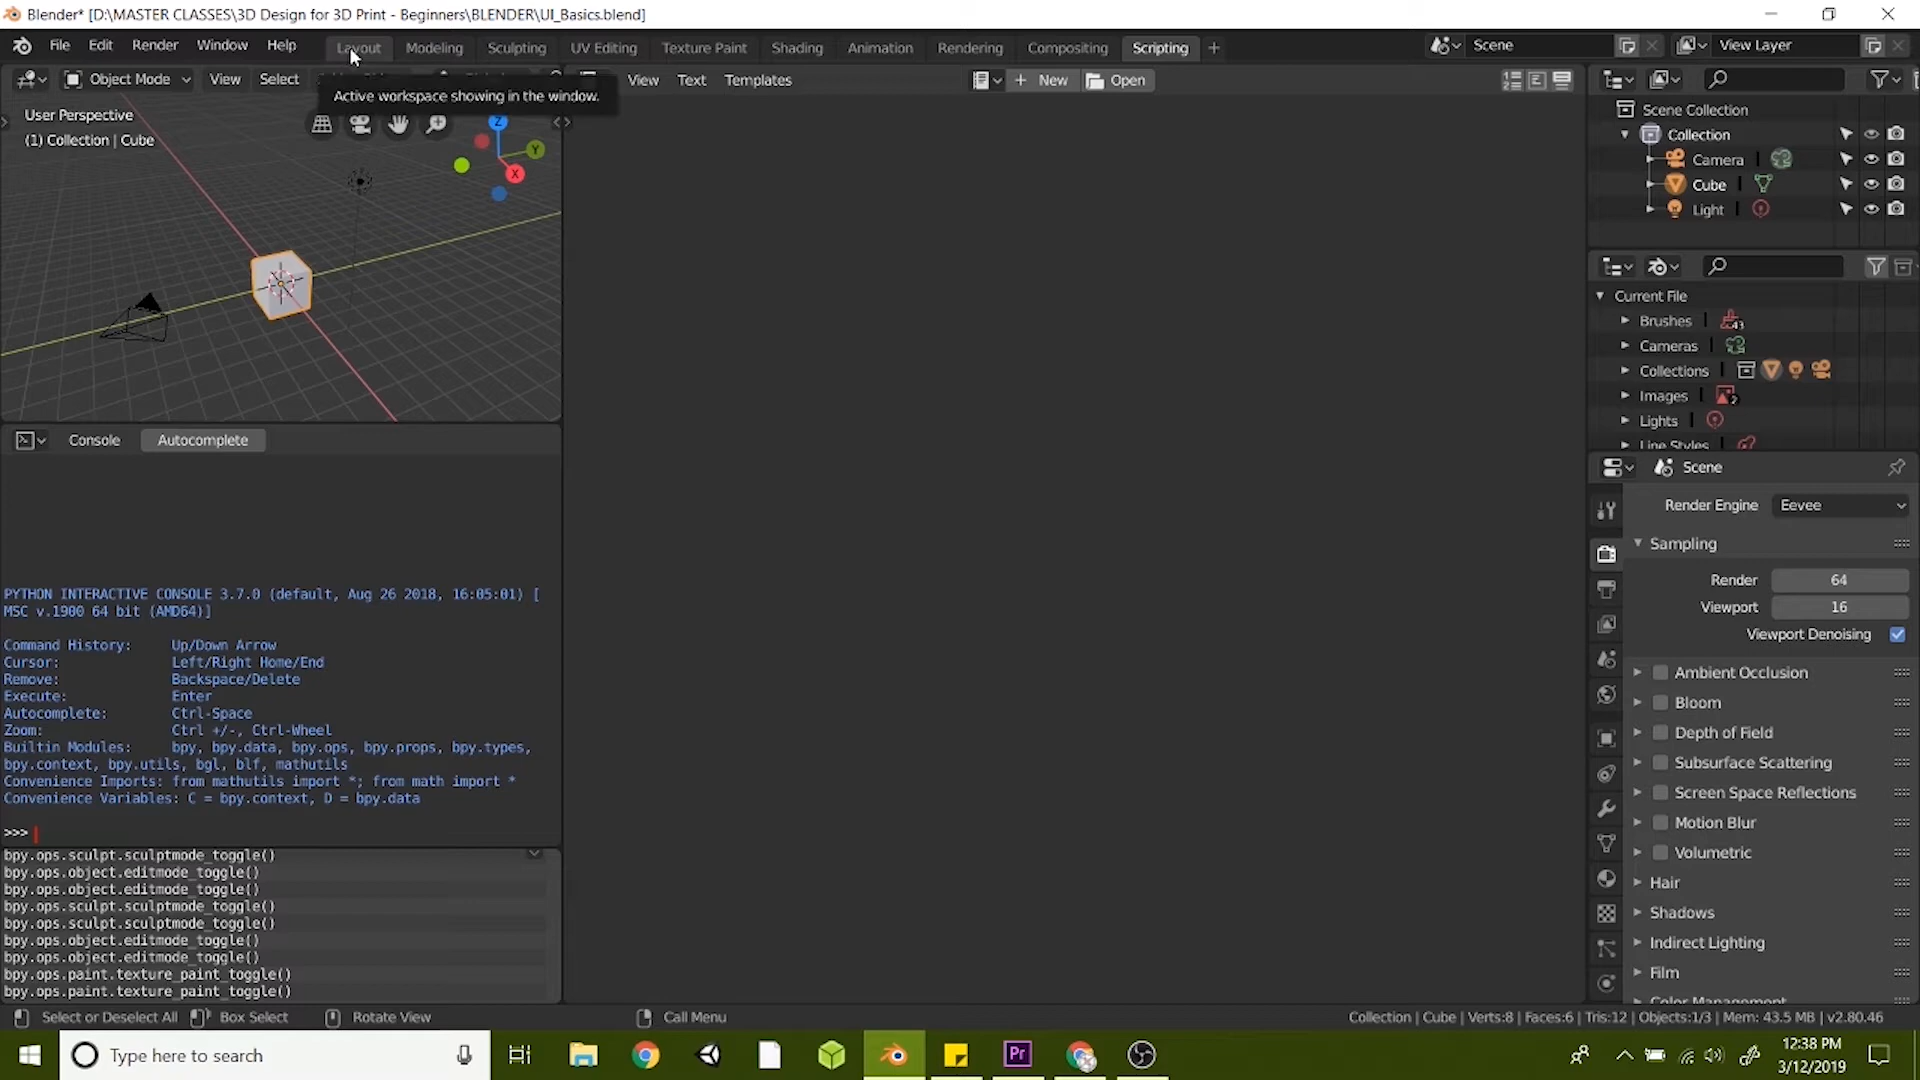 Blender* [D:\MASTER CLASSES\3D Design for 3D Print - Beginners\BLENDER\UI_Basics.blend]
File Edit Render Window Help Layout Modeling Sculpting UV Editing Texture Paint Shading Animation Rendering Compositing Scripting Scene View Layer
Object Mode View Select View Text Templates New Open
Active workspace showing in the window.
User Perspective
(1) Collection | Cube
Z
Y
X
Scene Collection
Collection
Camera
Cube
Light
Current File
Brushes 43
Cameras
Collections
Images 2
Lights
Line Styles
Console Autocomplete
PYTHON INTERACTIVE CONSOLE 3.7.0 (default, Aug 26 2018, 16:05:01) [
MSC v.1900 64 bit (AMD64)]
Command History: Up/Down Arrow
Cursor: Left/Right Home/End
Remove: Backspace/Delete
Execute: Enter
Autocomplete: Ctrl-Space
Zoom: Ctrl +/-, Ctrl-Wheel
Builtin Modules: bpy, bpy.data, bpy.ops, bpy.props, bpy.types,
bpy.context, bpy.utils, bgl, blf, mathutils
Convenience Imports: from mathutils import *; from math import *
Convenience Variables: C = bpy.context, D = bpy.data
>>>
bpy.ops.sculpt.sculptmode_toggle()
bpy.ops.object.editmode_toggle()
bpy.ops.object.editmode_toggle()
bpy.ops.sculpt.sculptmode_toggle()
bpy.ops.sculpt.sculptmode_toggle()
bpy.ops.object.editmode_toggle()
bpy.ops.object.editmode_toggle()
bpy.ops.paint.texture_paint_toggle()
bpy.ops.paint.texture_paint_toggle()
Scene
Render Engine Eevee
Sampling
Render 64
Viewport 16
Viewport Denoising
Ambient Occlusion
Bloom
Depth of Field
Subsurface Scattering
Screen Space Reflections
Motion Blur
Volumetric
Hair
Shadows
Indirect Lighting
Film
Color Management
Select or Deselect All Box Select Rotate View Call Menu Collection | Cube | Verts:8 | Faces:6 | Tris:12 | Objects:1/3 | Mem: 43.5 MB | v2.80.46
Type here to search
Pr
12:38 PM
3/12/2019